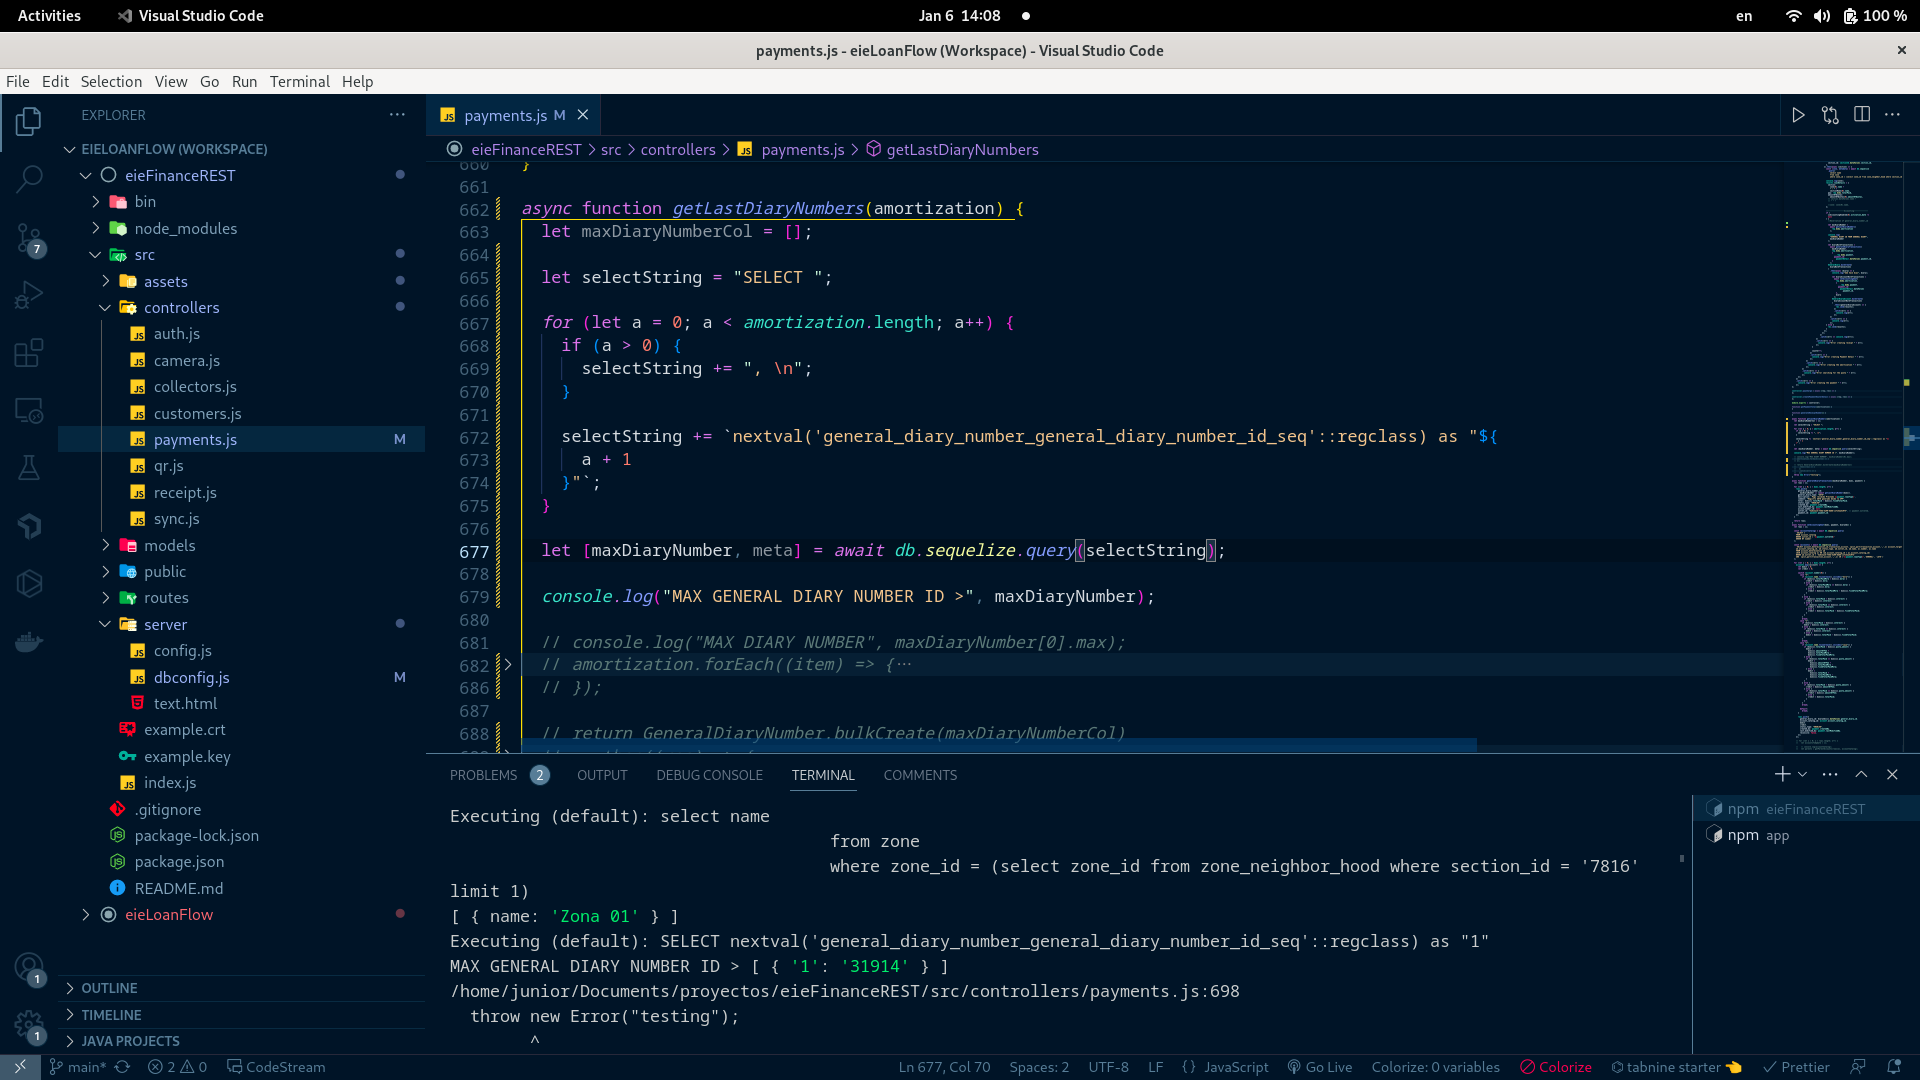 Activities
Visual Studio Code
Jan 6 14:08
en
100 %
payments.js - eieLoanFlow (Workspace) - Visual Studio Code
File Edit Selection View Go Run Terminal Help
EXPLORER
EIELOANFLOW (WORKSPACE)
eieFinanceREST
bin
node_modules
src
assets
controllers
auth.js
camera.js
collectors.js
customers.js
payments.js M
qr.js
receipt.js
sync.js
models
public
routes
server
config.js
dbconfig.js M
text.html
example.crt
example.key
index.js
.gitignore
package-lock.json
package.json
README.md
eieLoanFlow
OUTLINE
TIMELINE
JAVA PROJECTS
7
1
1
payments.js M
eieFinanceREST > src > controllers > payments.js > getLastDiaryNumbers
660 }
661
662 async function getLastDiaryNumbers(amortization) {
663 let maxDiaryNumberCol = [];
664
665 let selectString = "SELECT ";
666
667 for (let a = 0; a < amortization.length; a++) {
668 if (a > 0) {
669 selectString += ", \n";
670 }
671
672 selectString += `nextval('general_diary_number_general_diary_number_id_seq'::regclass) as "${
673 a + 1
674 }"`;
675 }
676
677 let [maxDiaryNumber, meta] = await db.sequelize.query(selectString);
678
679 console.log("MAX GENERAL DIARY NUMBER ID >", maxDiaryNumber);
680
681 // console.log("MAX DIARY NUMBER", maxDiaryNumber[0].max);
682 // amortization.forEach((item) => {…
686 // });
687
688 // return GeneralDiaryNumber.bulkCreate(maxDiaryNumberCol)
PROBLEMS 2 OUTPUT DEBUG CONSOLE TERMINAL COMMENTS
Executing (default): select name
from zone
where zone_id = (select zone_id from zone_neighbor_hood where section_id = '7816'
limit 1)
[ { name: 'Zona 01' } ]
Executing (default): SELECT nextval('general_diary_number_general_diary_number_id_seq'::regclass) as "1"
MAX GENERAL DIARY NUMBER ID > [ { '1': '31914' } ]
/home/junior/Documents/proyectos/eieFinanceREST/src/controllers/payments.js:698
throw new Error("testing");
^
npm eieFinanceREST
npm app
main* 2 0 CodeStream
Ln 677, Col 70 Spaces: 2 UTF-8 LF {} JavaScript Go Live Colorize: 0 variables Colorize tabnine starter Prettier